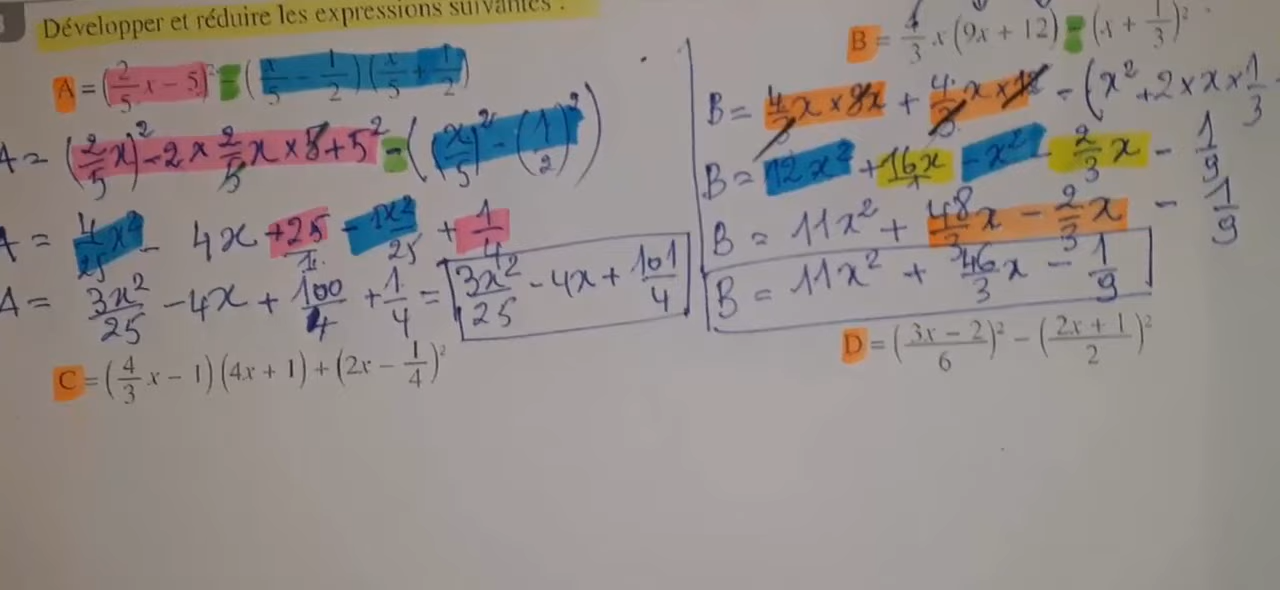 Développer et réduire les expressions suivantes :
A = (2/5 x − 5)² − (x/5 − 1/2)(x/5 + 1/2)
A = (2/5 x)² − 2 × 2/5 x × 5 + 5² − ((x/5)² − (1/2)²)
A = 4x²/25 − 4x + 25/1 − 1x²/25 + 1/4
A = 3x²/25 − 4x + 100/4 + 1/4 = 3x²/25 − 4x + 101/4
B = 4/3 x (9x + 12) − (x + 1/3)²
B = 4/3 x × 9x + 4/3 x × 12 − (x² + 2 × x × 1/3
B = 12x² + 16x/1 − x² − 2/3 x − 1/9
B = 11x² + 48/3 x − 2/3 x − 1/9
B = 11x² + 46/3 x − 1/9
C = (4/3 x − 1)(4x + 1) + (2x − 1/4)²
D = ((3x − 2)/6)² − ((2x + 1)/2)²